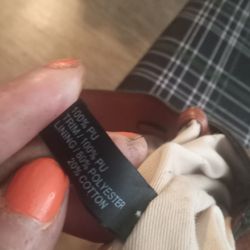 100% PU
TRIM/100% PU
LINING/80% POLYESTER
20% COTTON